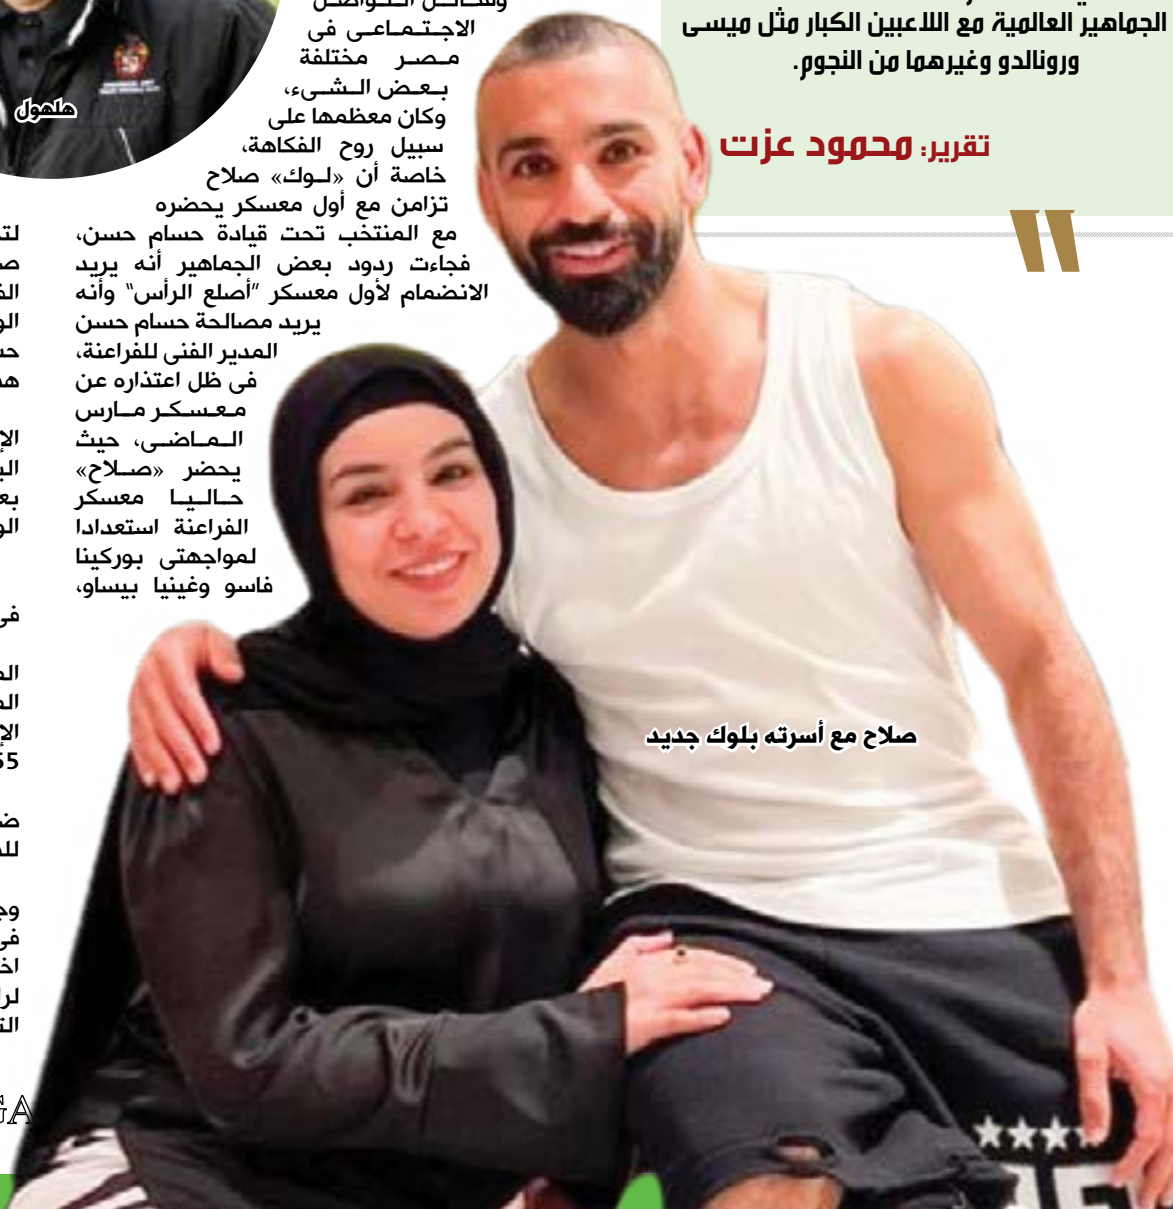 الجماهير العالمية مع اللاعبين الكبار مثل ميسى
ورونالدو وغيرهما من النجوم.
تقرير: محمود عزت
وسائل التواصل
الاجتماعى فى
مصر مختلفة
بعض الشىء،
وكان معظمها على
سبيل روح الفكاهة،
خاصة أن «لوك» صلاح
تزامن مع أول معسكر يحضره
مع المنتخب تحت قيادة حسام حسن،
فجاءت ردود بعض الجماهير أنه يريد
الانضمام لأول معسكر "أصلع الرأس" وأنه
يريد مصالحة حسام حسن
المدير الفنى للفراعنة،
فى ظل اعتذاره عن
معسكر مارس
الماضى، حيث
يحضر «صلاح»
حاليا معسكر
الفراعنة استعدادا
لمواجهتى بوركينا
فاسو وغينيا بيساو،
صلاح مع أسرته بلوك جديد
هلهول